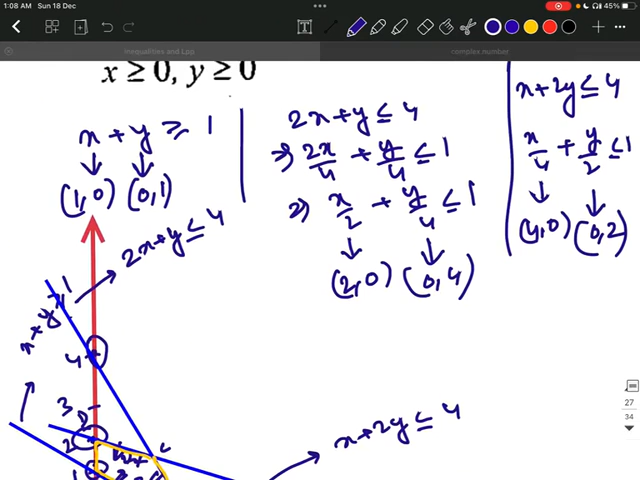 1:08 AM Sun 18 Dec
45%
inequalities and Lpp
complex.number
x ≥ 0, y ≥ 0
x + y ≥ 1
(1,0) (0,1)
2x+y ≤ 4
⇒ 2x/4 + y/4 ≤ 1
⇒ x/2 + y/4 ≤ 1
(2,0) (0,4)
x+2y ≤ 4
x/4 + y/2 ≤ 1
(4,0) (0,2)
2x+y ≤ 4
x+y ≥ 1
4
3
D
2
1
C
x+2y ≤ 4
27
34